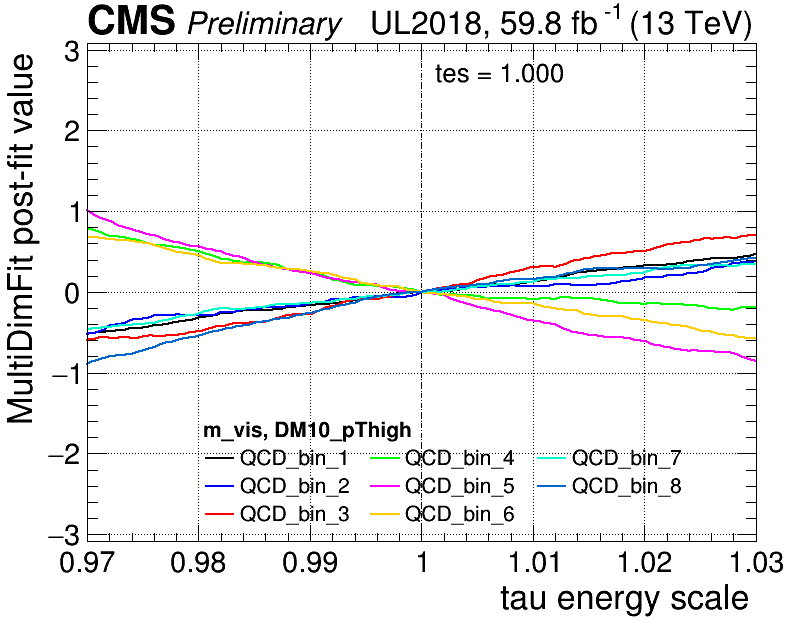 CMS Preliminary UL2018, 59.8 fb⁻¹ (13 TeV)
MultiDimFit post-fit value
3
2
1
0
−1
−2
−3
tes = 1.000
m_vis, DM10_pThigh
QCD_bin_1 QCD_bin_4 QCD_bin_7
QCD_bin_2 QCD_bin_5 QCD_bin_8
QCD_bin_3 QCD_bin_6
0.97 0.98 0.99 1 1.01 1.02 1.03
tau energy scale